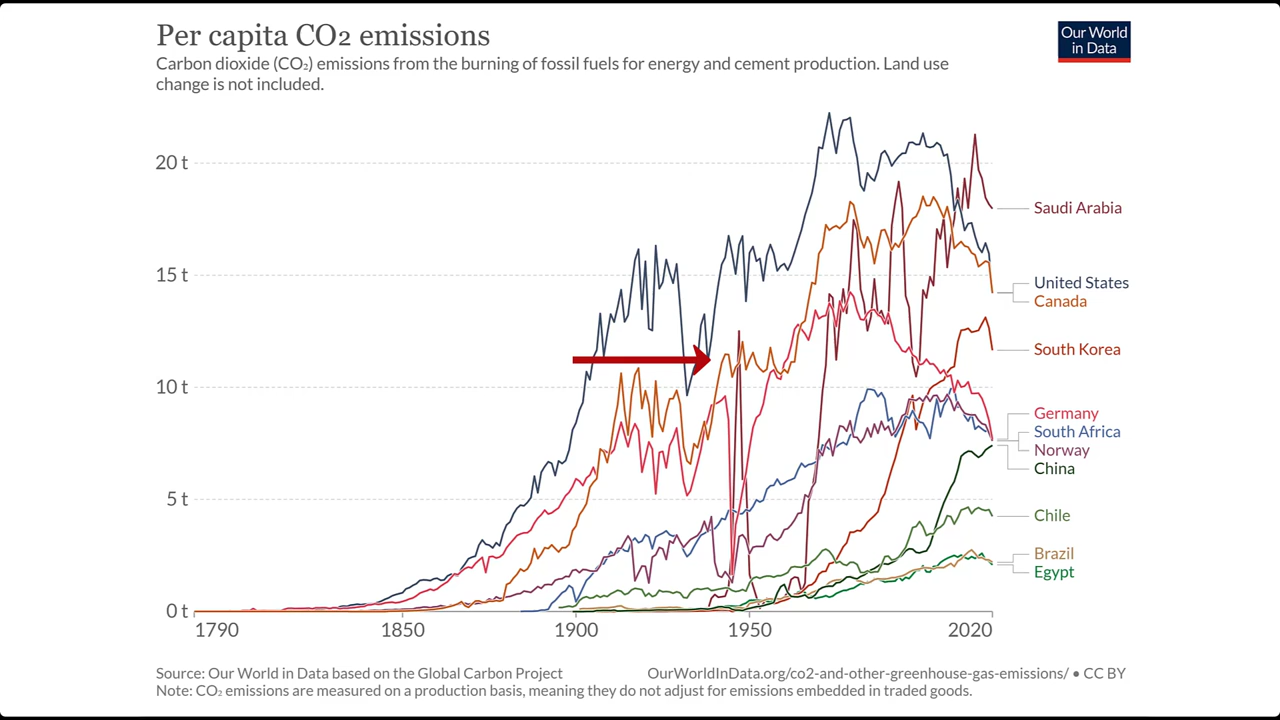 Per capita CO2 emissions
Our World
in Data
Carbon dioxide (CO₂) emissions from the burning of fossil fuels for energy and cement production. Land use
change is not included.
20 t
15 t
10 t
5 t
0 t
1790
1850
1900
1950
2020
Saudi Arabia
United States
Canada
South Korea
Germany
South Africa
Norway
China
Chile
Brazil
Egypt
Source: Our World in Data based on the Global Carbon Project
OurWorldInData.org/co2-and-other-greenhouse-gas-emissions/ • CC BY
Note: CO₂ emissions are measured on a production basis, meaning they do not adjust for emissions embedded in traded goods.